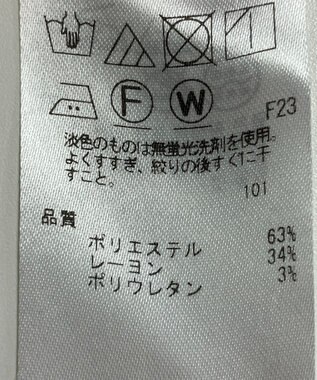 F W
F23
淡色のものは無蛍光洗剤を使用。
よくすすぎ、絞りの後すぐに干
すこと。
101
品質
ポリエステル 63%
レーヨン 34%
ポリウレタン 3%